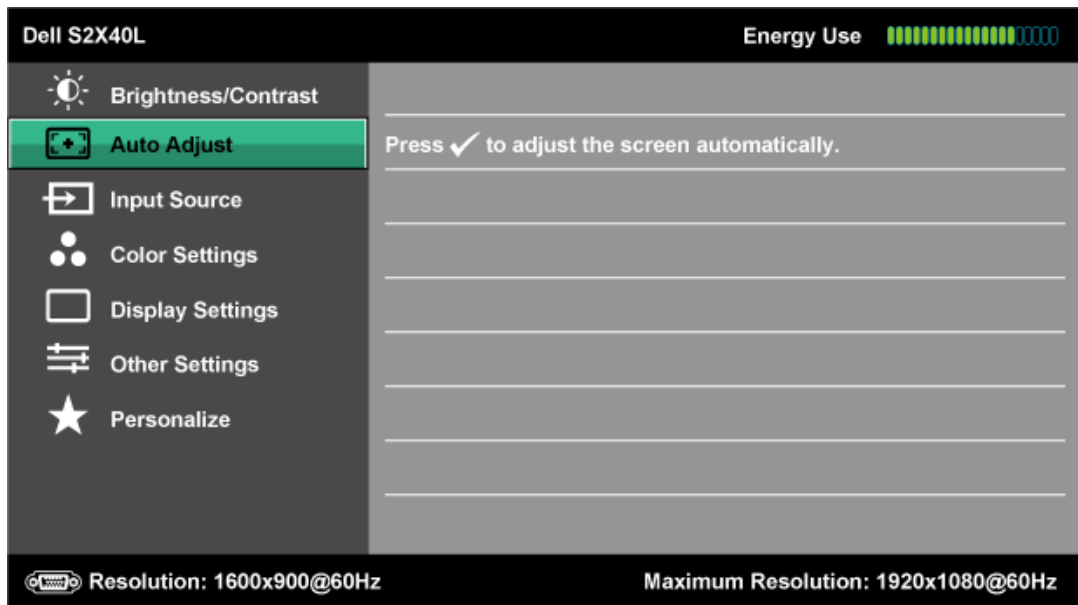 Dell S2X40L Energy Use
Brightness/Contrast
Auto Adjust Press ✓ to adjust the screen automatically.
Input Source
Color Settings
Display Settings
Other Settings
Personalize
Resolution: 1600x900@60Hz Maximum Resolution: 1920x1080@60Hz